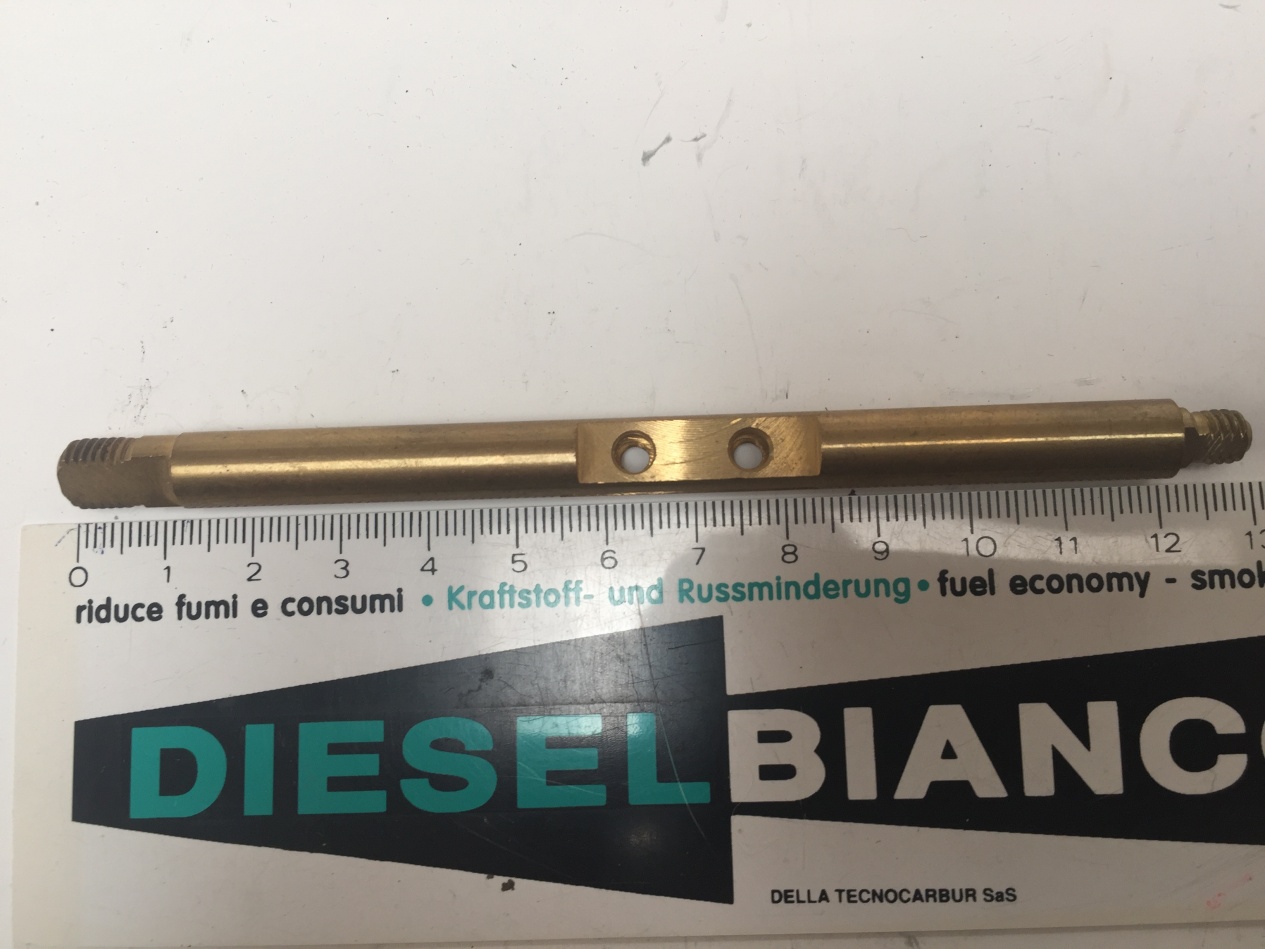 0 1 2 3 4 5 6 7 8 9 10 11 12
riduce fumi e consumi • Kraftstoff- und Russminderung • fuel economy -
DIESEL BIANC
DELLA TECNOCARBUR SaS